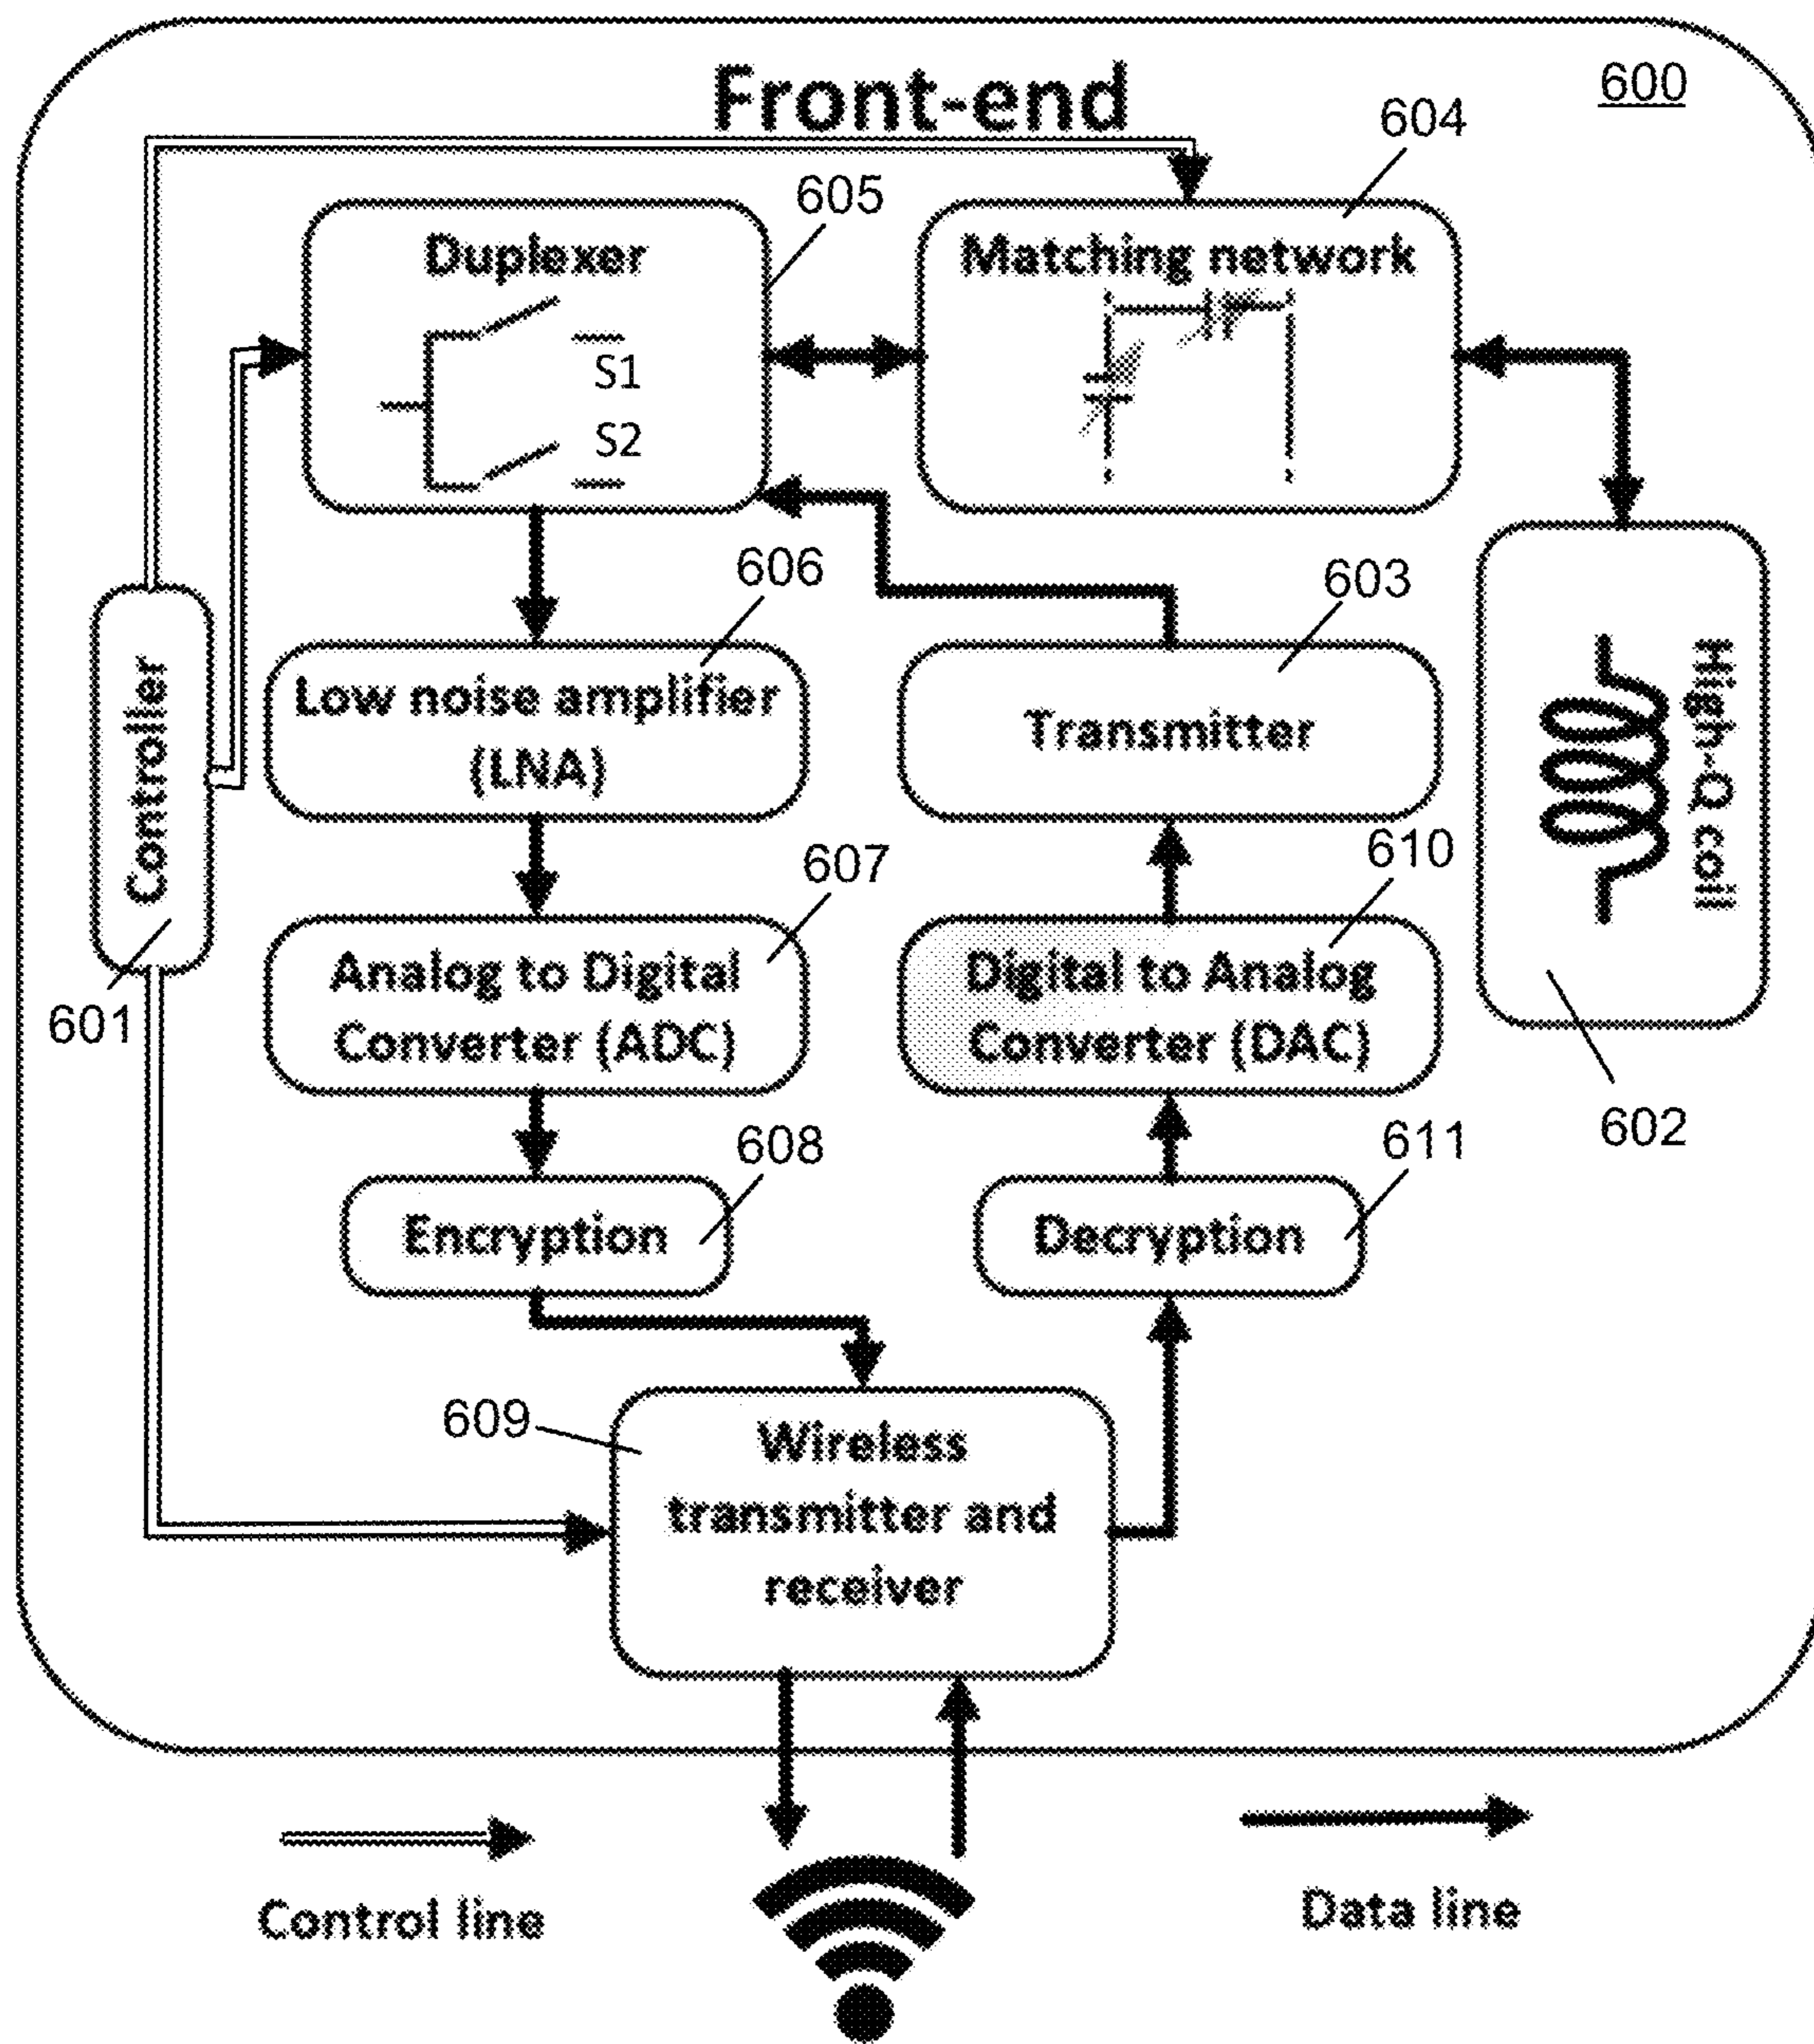 Front-end
600
604
605
Duplexer
Matching network
S1
S2
606
603
Controller
Low noise amplifier
(LNA)
Transmitter
High-Q coil
607
610
601
Analog to Digital
Converter (ADC)
Digital to Analog
Converter (DAC)
602
608
611
Encryption
Decryption
609
Wireless
transmitter and
receiver
Control line
Data line